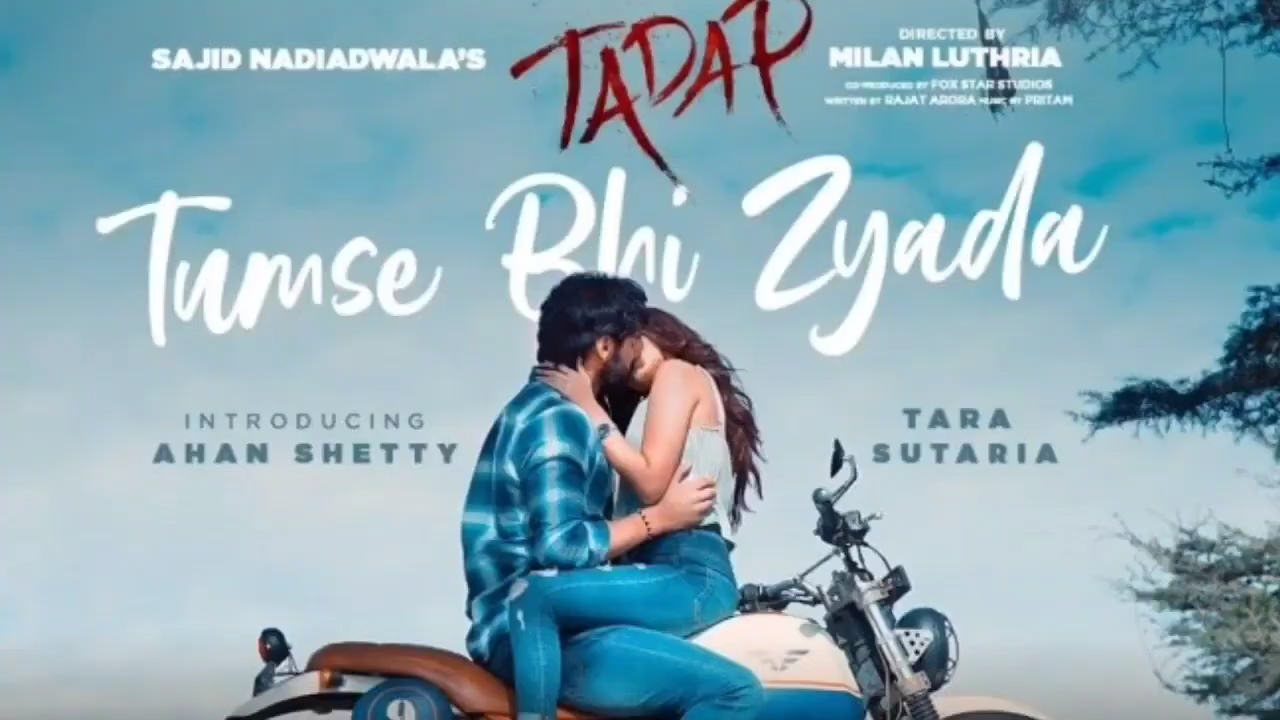 SAJID NADIADWALA'S
TADAP
DIRECTED BY
MILAN LUTHRIA
CO-PRODUCED BY FOX STAR STUDIOS
WRITTEN BY RAJAT ARORA MUSIC BY PRITAM
Tumse Bhi Zyada
INTRODUCING
AHAN SHETTY
TARA
SUTARIA
9